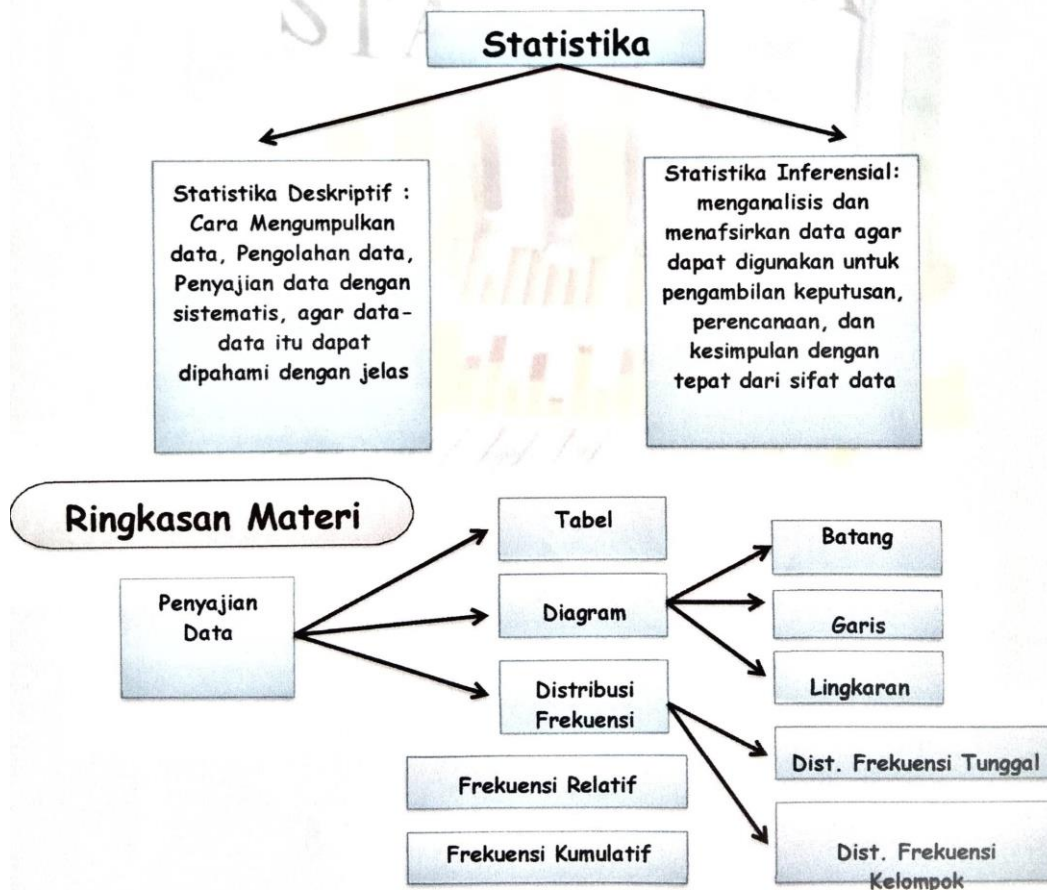 Statistika
Statistika Deskriptif :
Cara Mengumpulkan
data, Pengolahan data,
Penyajian data dengan
sistematis, agar data-
data itu dapat
dipahami dengan jelas
Statistika Inferensial:
menganalisis dan
menafsirkan data agar
dapat digunakan untuk
pengambilan keputusan,
perencanaan, dan
kesimpulan dengan
tepat dari sifat data
Ringkasan Materi
Penyajian
Data
Tabel
Diagram
Distribusi
Frekuensi
Batang
Garis
Lingkaran
Dist. Frekuensi Tunggal
Dist. Frekuensi
Kelompok
Frekuensi Relatif
Frekuensi Kumulatif